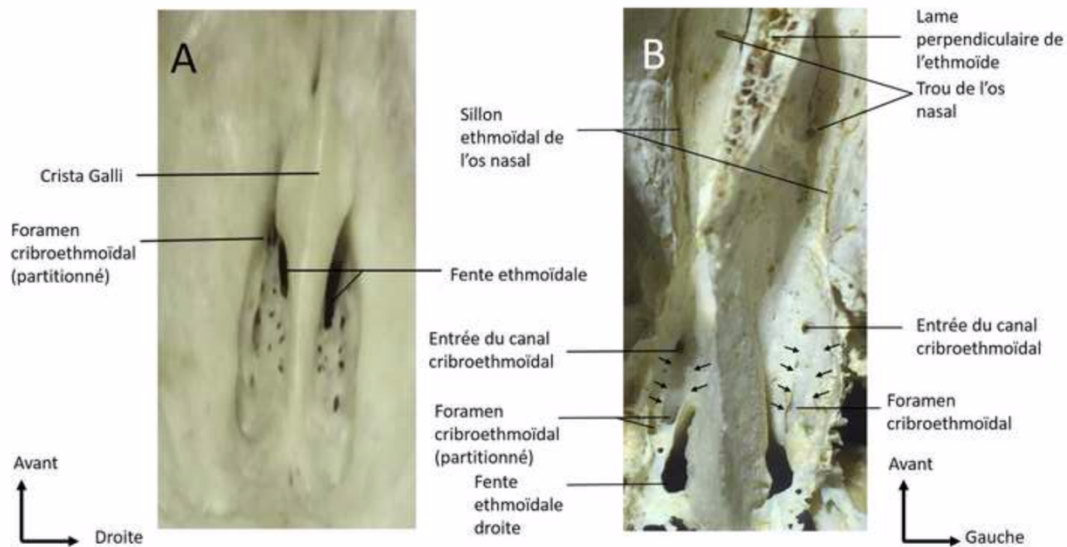 A
Crista Galli
Foramen
cribroethmoïdal
(partitionné)
Fente ethmoïdale
Avant
Droite
B
Lame
perpendiculaire de
l'ethmoïde
Trou de l'os
nasal
Sillon
ethmoïdal de
l'os nasal
Entrée du canal
cribroethmoïdal
Foramen
cribroethmoïdal
(partitionné)
Fente
ethmoïdale
droite
Entrée du canal
cribroethmoïdal
Foramen
cribroethmoïdal
Avant
Gauche